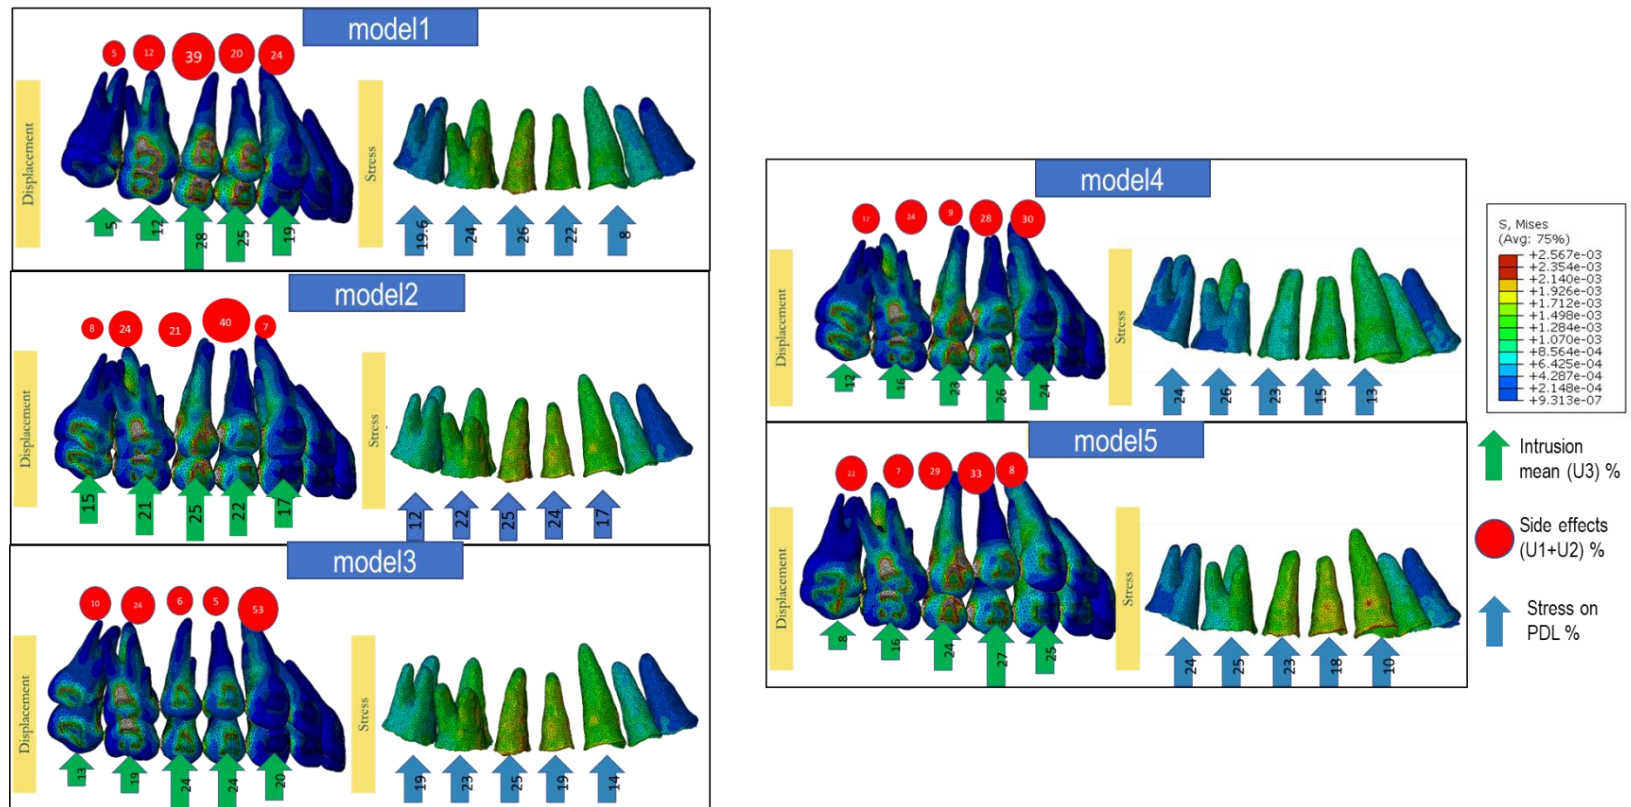 model1
5 12 39 20 24
Displacement
Stress
5 12 28 25 19
19.6 24 26 22 8
model2
8 24 21 40 7
Displacement
Stress
15 21 25 22 17
12 22 25 24 17
model3
10 24 6 5 53
Displacement
Stress
13 19 24 24 20
19 23 25 19 14
model4
12 24 9 28 30
Displacement
Stress
12 16 23 26 24
24 26 23 15 13
model5
22 7 29 33 8
Displacement
Stress
8 16 24 27 25
24 25 23 18 10
S, Mises
(Avg: 75%)
+2.567e-03
+2.354e-03
+2.140e-03
+1.926e-03
+1.712e-03
+1.498e-03
+1.284e-03
+1.070e-03
+8.564e-04
+6.425e-04
+4.287e-04
+2.148e-04
+9.313e-07
Intrusion
mean (U3) %
Side effects
(U1+U2) %
Stress on
PDL %